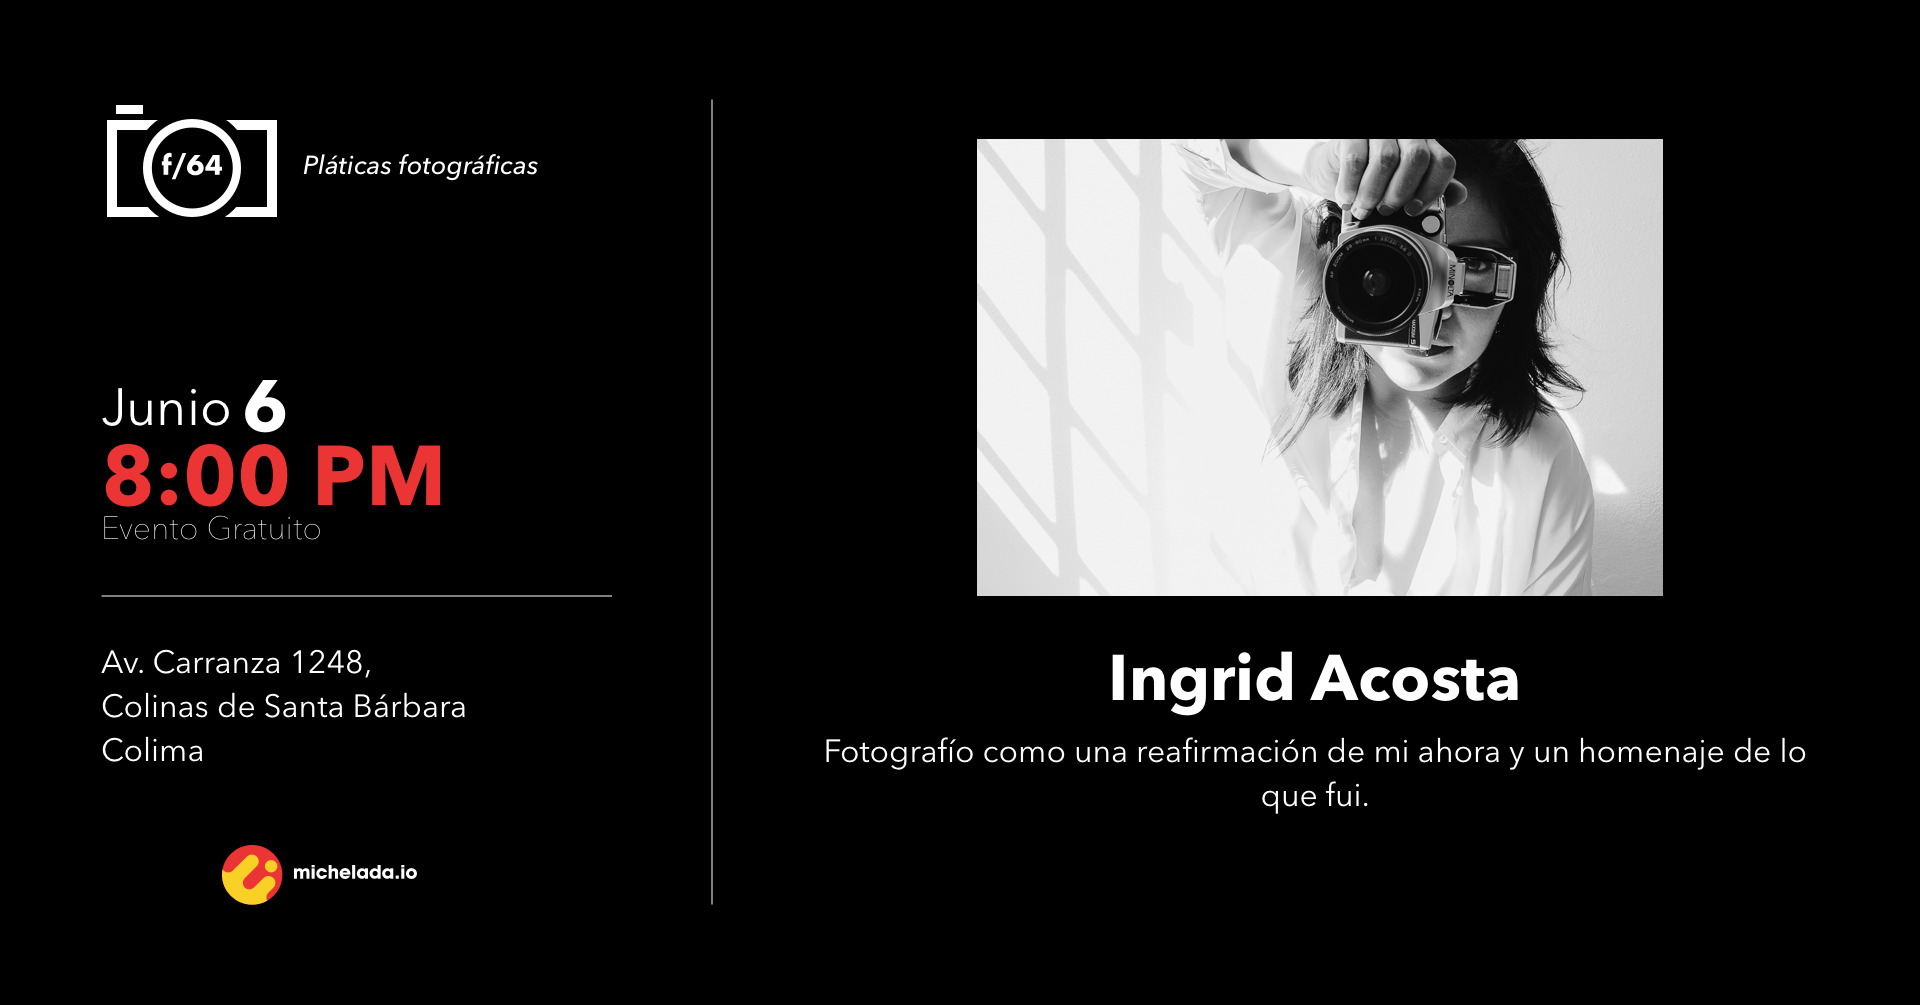 f/64
Pláticas fotográficas
Junio 6
8:00 PM
Evento Gratuito
Av. Carranza 1248,
Colinas de Santa Bárbara
Colima
michelada.io
MINOLTA
Ingrid Acosta
Fotografío como una reafirmación de mi ahora y un homenaje de lo
que fui.